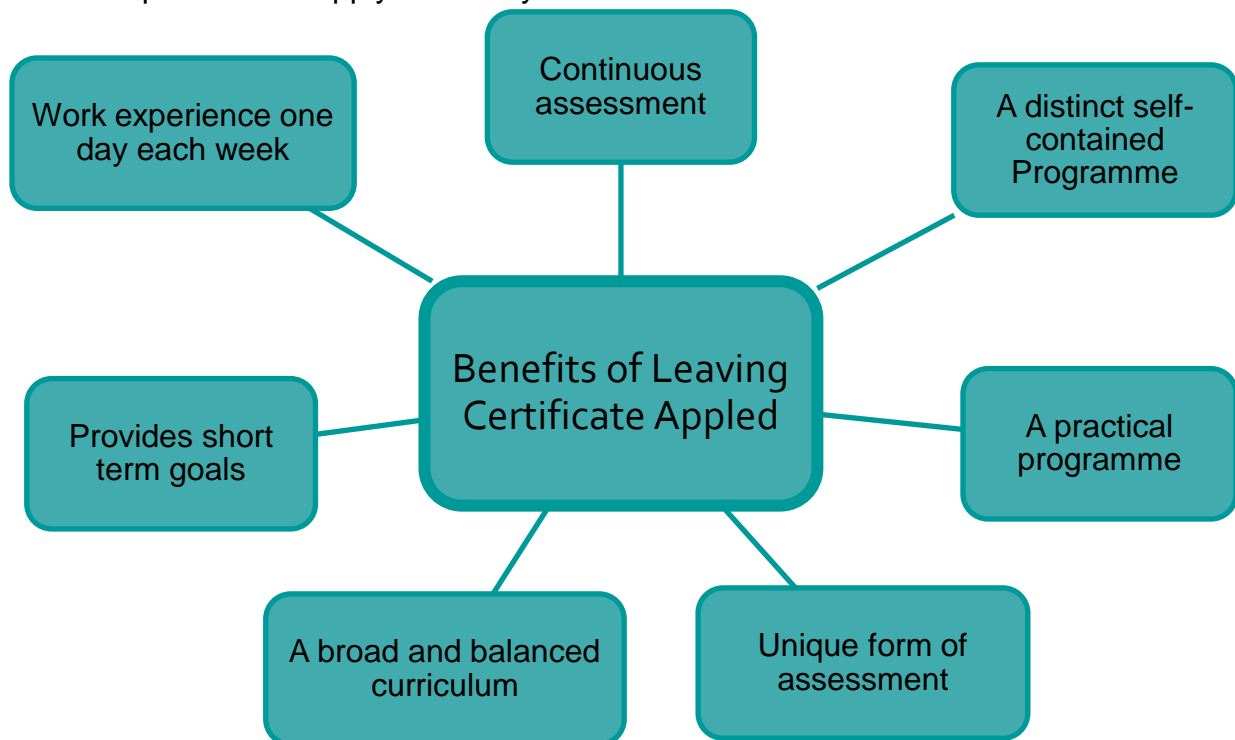 apply
Continuous
assessment
Work experience one
day each week
A distinct self-
contained
Programme
Benefits of Leaving
Certificate Appled
Provides short
term goals
A practical
programme
A broad and balanced
curriculum
Unique form of
assessment